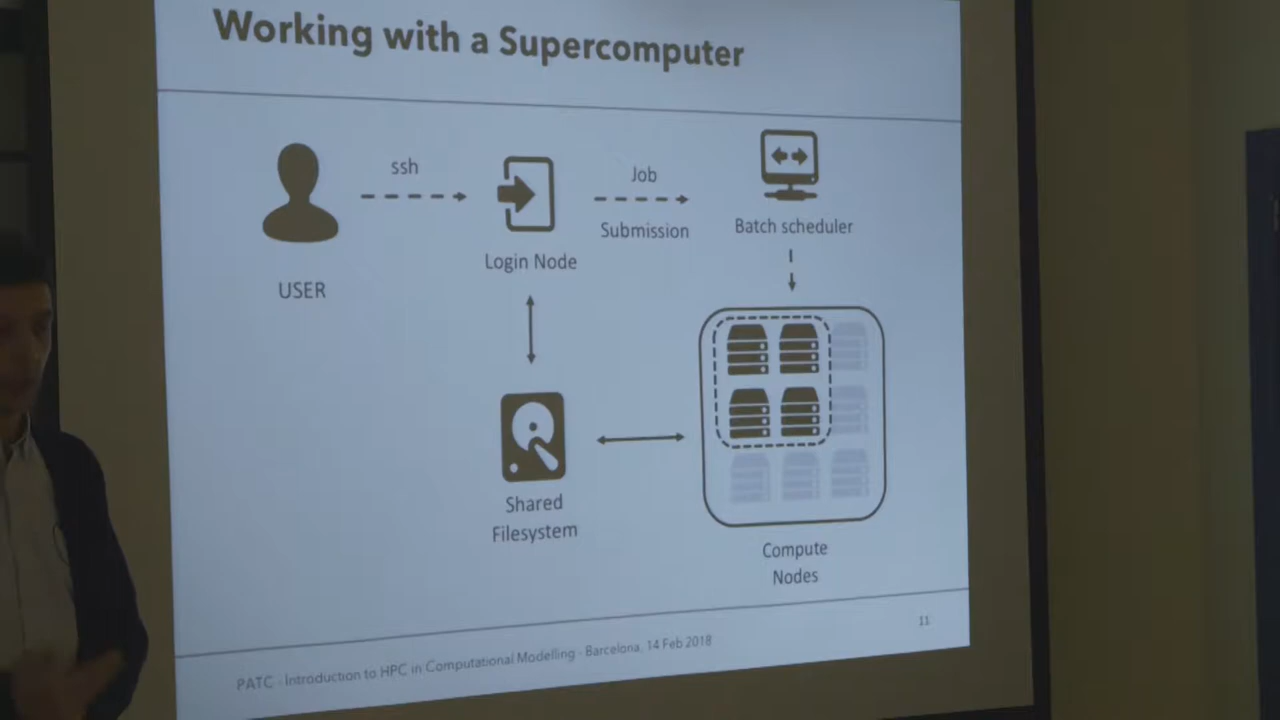 Working with a Supercomputer
ssh
Job
Submission
Batch scheduler
Login Node
USER
Shared
Filesystem
Compute
Nodes
11
PATC - Introduction to HPC in Computational Modelling - Barcelona, 14 Feb 2018